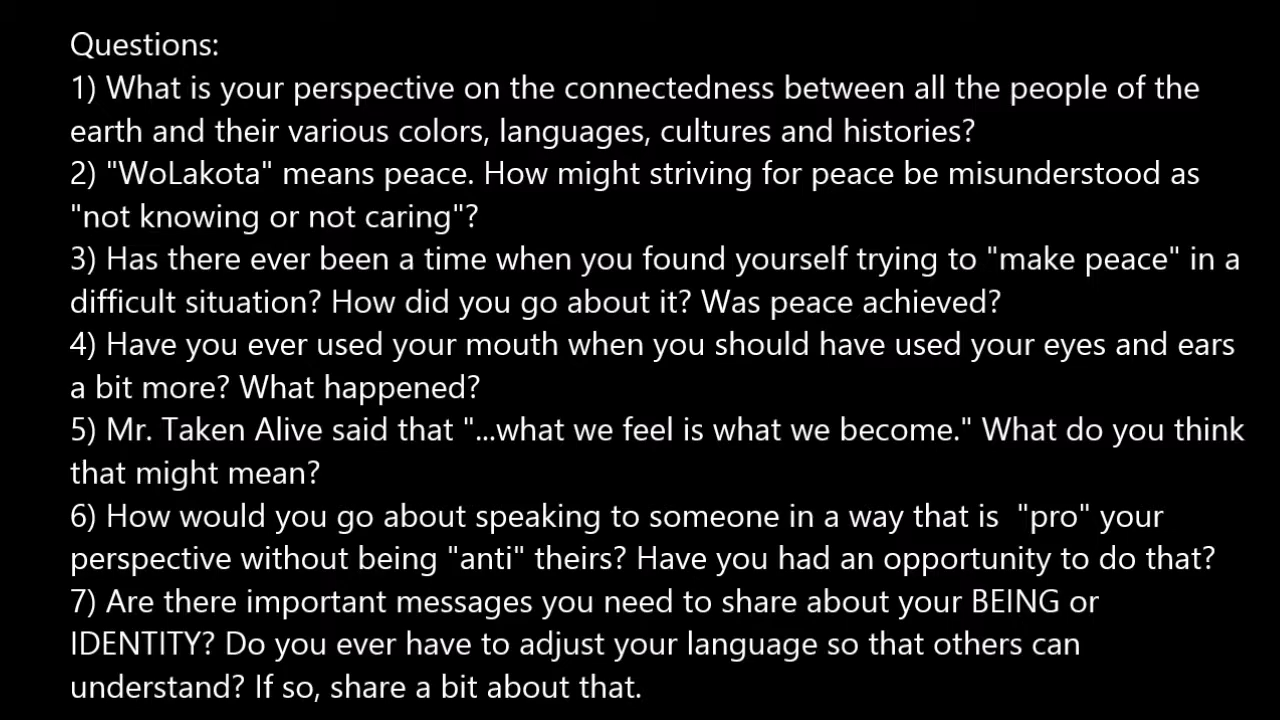 Questions:
1) What is your perspective on the connectedness between all the people of the
earth and their various colors, languages, cultures and histories?
2) "WoLakota" means peace. How might striving for peace be misunderstood as
"not knowing or not caring"?
3) Has there ever been a time when you found yourself trying to "make peace" in a
difficult situation? How did you go about it? Was peace achieved?
4) Have you ever used your mouth when you should have used your eyes and ears
a bit more? What happened?
5) Mr. Taken Alive said that "...what we feel is what we become." What do you think
that might mean?
6) How would you go about speaking to someone in a way that is  "pro" your
perspective without being "anti" theirs? Have you had an opportunity to do that?
7) Are there important messages you need to share about your BEING or
IDENTITY? Do you ever have to adjust your language so that others can
understand? If so, share a bit about that.